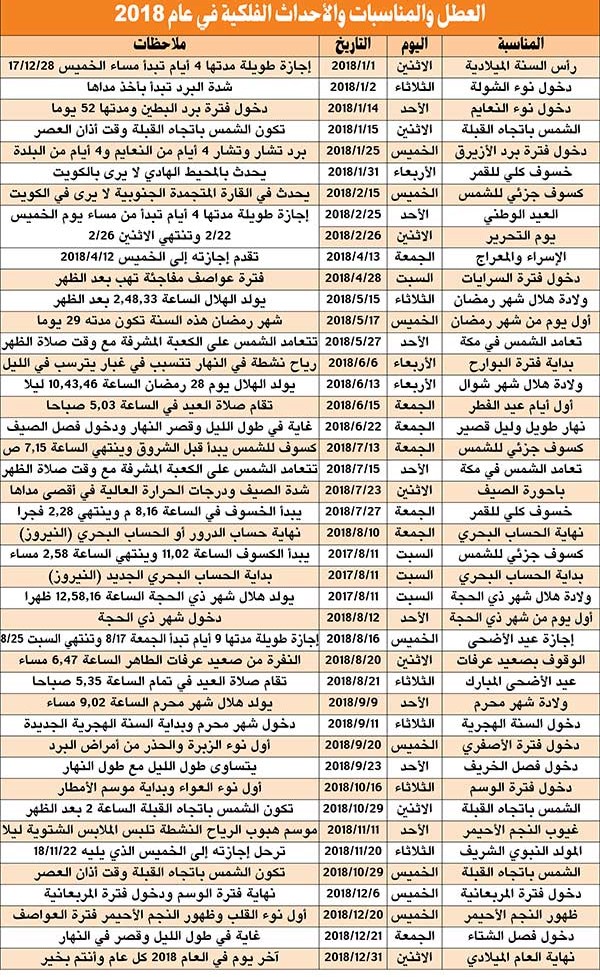 العطل والمناسبات والأحداث الفلكية في عام 2018
المناسبة اليوم التاريخ ملاحظات
رأس السنة الميلادية الاثنين 2018/1/1 إجازة طويلة مدتها 4 أيام تبدأ مساء الخميس 17/12/28
دخول نوء الشولة الثلاثاء 2018/1/2 شدة البرد تبدأ بأخذ مداها
دخول نوء النعايم الأحد 2018/1/14 دخول فترة برد البطين ومدتها 52 يوما
الشمس باتجاه القبلة الاثنين 2018/1/15 تكون الشمس باتجاه القبلة وقت أذان العصر
دخول فترة برد الأزيرق الخميس 2018/1/25 برد تشار وتشار 4 أيام من النعايم و4 أيام من البلدة
خسوف كلي للقمر الأربعاء 2018/1/31 يحدث بالمحيط الهادي لا يرى بالكويت
كسوف جزئي للشمس الخميس 2018/2/15 يحدث في القارة المتجمدة الجنوبية لا يرى في الكويت
العيد الوطني الأحد 2018/2/25 إجازة طويلة مدتها 4 أيام تبدأ من مساء يوم الخميس
يوم التحرير الاثنين 2018/2/26 2/22 وتنتهي الاثنين 2/26
الإسراء والمعراج الجمعة 2018/4/13 تقدم إجازته إلى الخميس 2018/4/12
دخول فترة السرايات السبت 2018/4/28 فترة عواصف مفاجئة تهب بعد الظهر
ولادة هلال شهر رمضان الثلاثاء 2018/5/15 يولد الهلال الساعة 2,48,33 بعد الظهر
أول يوم من شهر رمضان الخميس 2018/5/17 شهر رمضان هذه السنة تكون مدته 29 يوما
تعامد الشمس في مكة الأحد 2018/5/27 تتعامد الشمس على الكعبة المشرفة مع وقت صلاة الظهر
بداية فترة البوارح الأربعاء 2018/6/6 رياح نشطة في النهار تتسبب في غبار يترسب في الليل
ولادة هلال شهر شوال الأربعاء 2018/6/13 يولد الهلال يوم 28 رمضان الساعة 10,43,46 ليلا
أول أيام عيد الفطر الجمعة 2018/6/15 تقام صلاة العيد في الساعة 5,03 صباحا
نهار طويل وليل قصير الجمعة 2018/6/22 غاية في طول الليل وقصر النهار ودخول فصل الصيف
كسوف جزئي للشمس الجمعة 2018/7/13 كسوف للشمس يبدأ قبل الشروق وينتهي الساعة 7,15 ص
تعامد الشمس في مكة الأحد 2018/7/15 تتعامد الشمس على الكعبة المشرفة مع وقت صلاة الظهر
باحورة الصيف الاثنين 2018/7/23 شدة الصيف ودرجات الحرارة العالية في أقصى مداها
خسوف كلي للقمر الجمعة 2018/7/27 يبدأ الخسوف في الساعة 8,16 م وينتهي 2,28 فجرا
نهاية الحساب البحري الجمعة 2018/8/10 نهاية حساب الدرور أو الحساب البحري (النيروز)
كسوف جزئي للشمس السبت 2017/8/11 يبدأ الكسوف الساعة 11,02 وينتهي الساعة 2,58 مساء
بداية الحساب البحري السبت 2017/8/11 بداية الحساب البحري الجديد (النيروز)
ولادة هلال ذي الحجة السبت 2017/8/11 يولد هلال شهر ذي الحجة الساعة 12,58,16 ظهرا
أول يوم من شهر ذي الحجة الأحد 2018/8/12 دخول شهر ذي الحجة
إجازة عيد الأضحى الخميس 2018/8/16 إجازة طويلة مدتها 9 أيام تبدأ الجمعة 8/17 وتنتهي السبت 8/25
الوقوف بصعيد عرفات الاثنين 2018/8/20 النفرة من صعيد عرفات الطاهر الساعة 6,47 مساء
عيد الأضحى المبارك الثلاثاء 2018/8/21 تقام صلاة العيد في تمام الساعة 5,35 صباحا
ولادة شهر محرم الأحد 2018/9/9 يولد هلال شهر محرم الساعة 9,02 مساء
دخول السنة الهجرية الثلاثاء 2018/9/11 دخول شهر محرم وبداية السنة الهجرية الجديدة
دخول فترة الأصفري الخميس 2018/9/20 أول نوء الزبرة والحذر من أمراض البرد
دخول فصل الخريف الأحد 2018/9/23 يتساوى طول الليل مع طول النهار
دخول فترة الوسم الثلاثاء 2018/10/16 أول نوء العواء وبداية موسم الأمطار
الشمس باتجاه القبلة الاثنين 2018/10/29 تكون الشمس باتجاه القبلة الساعة 2 بعد الظهر
غيوب النجم الأحيمر الأحد 2018/11/11 موسم هبوب الرياح النشطة تلبس الملابس الشتوية ليلا
المولد النبوي الشريف الثلاثاء 2018/11/20 ترحل إجازته إلى الخميس الذي يليه 18/11/22
الشمس باتجاه القبلة الخميس 2018/10/29 تكون الشمس باتجاه القبلة وقت أذان العصر
دخول فترة المربعانية الخميس 2018/12/6 نهاية فترة الوسم ودخول فترة المربعانية
ظهور النجم الأحيمر الخميس 2018/12/20 أول نوء القلب وظهور النجم الأحيمر فترة العواصف
دخول فصل الشتاء الجمعة 2018/12/21 غاية في طول الليل وقصر في النهار
نهاية العام الميلادي الاثنين 2018/12/31 آخر يوم في العام 2018 كل عام وأنتم بخير